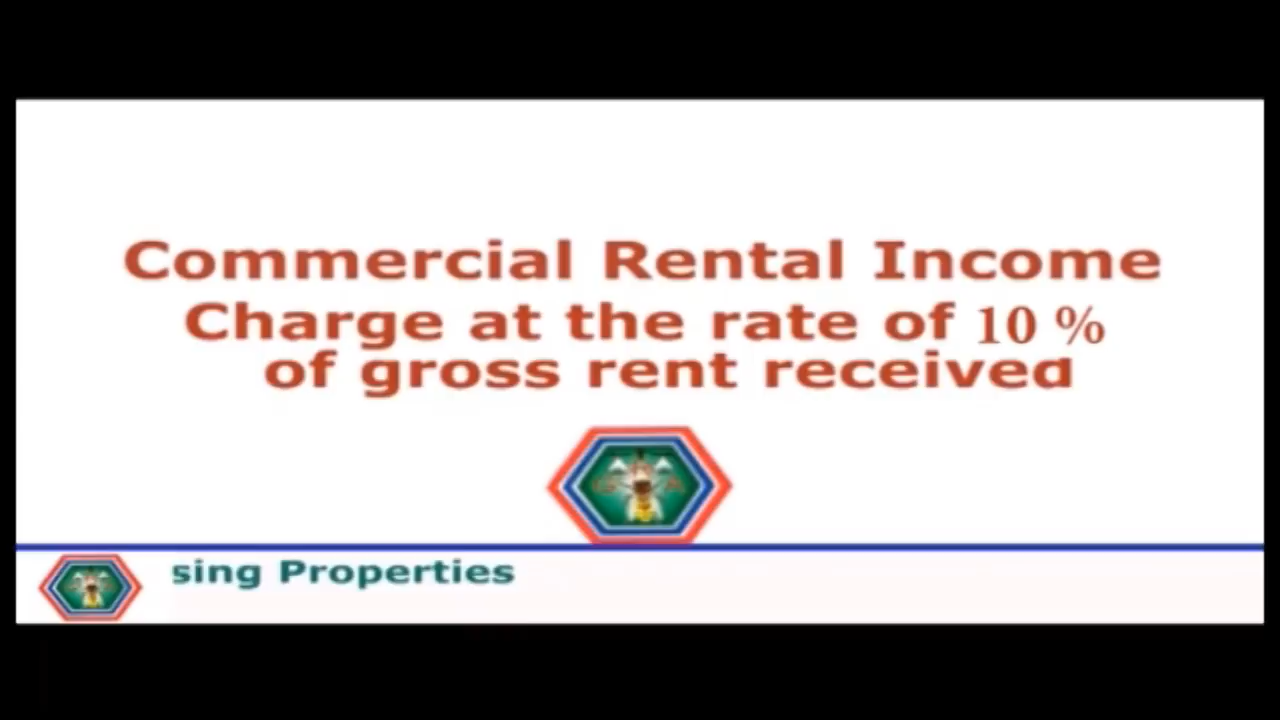 Commercial Rental Income
Charge at the rate of 10 %
of gross rent received
sing Properties